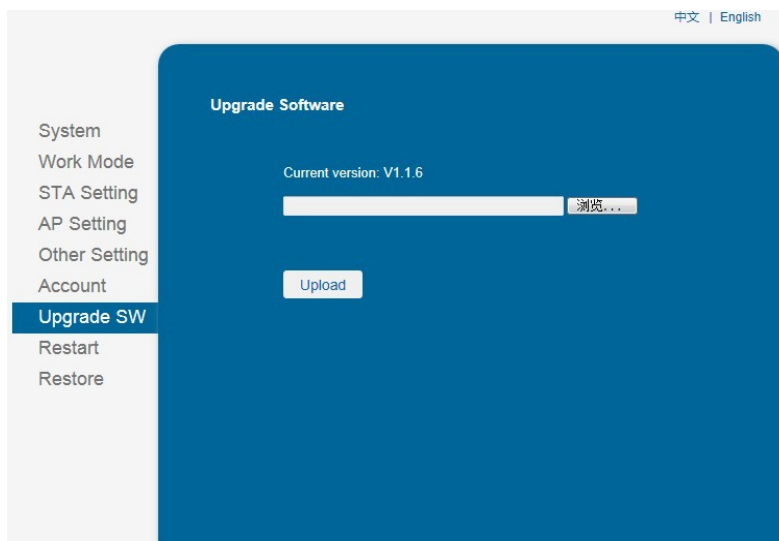 中文 | English
Upgrade Software
System
Work Mode
Current version: V1.1.6
STA Setting
浏览...
AP Setting
Other Setting
Account
Upload
Upgrade SW
Restart
Restore